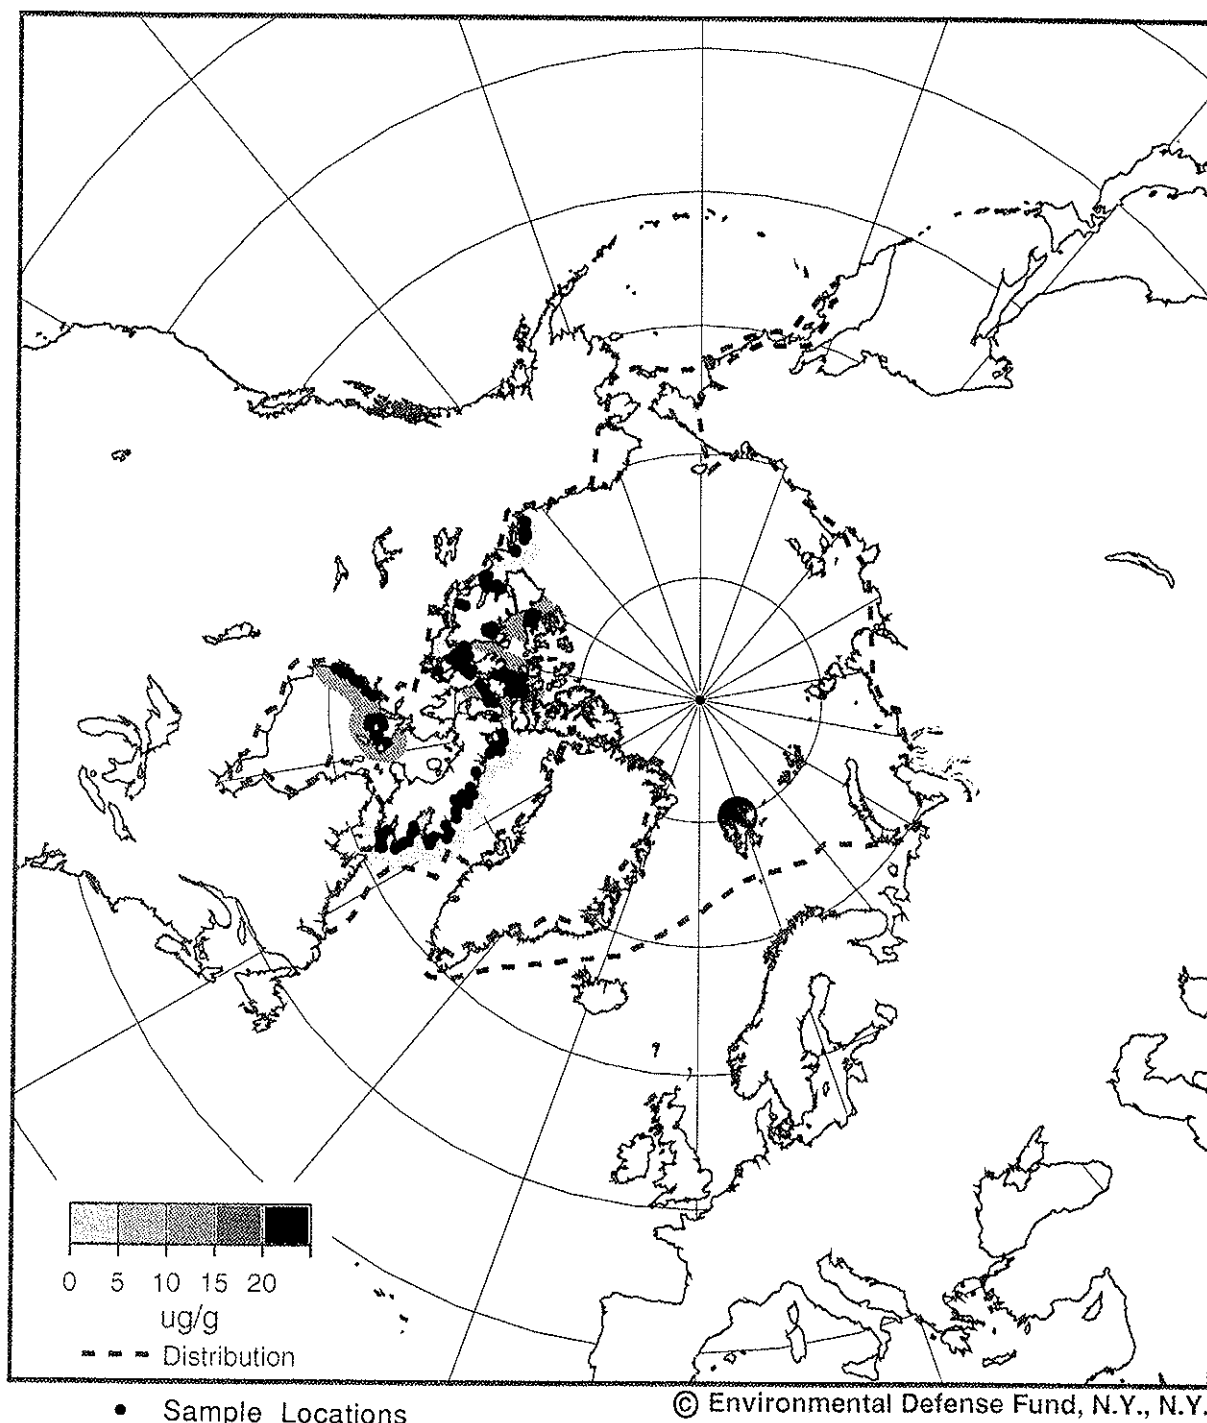 0 5 10 15 20
ug/g
Distribution
Sample Locations
© Environmental Defense Fund, N.Y., N.Y.